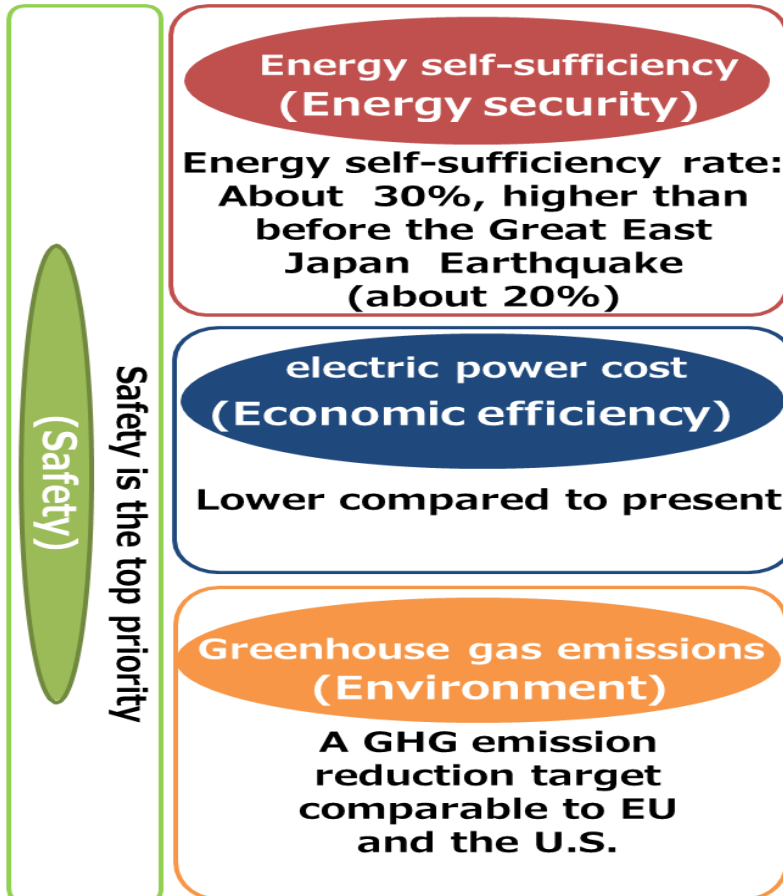 (Safety)
Safety is the top priority
Energy self-sufficiency
(Energy security)
Energy self-sufficiency rate:
About 30%, higher than
before the Great East
Japan Earthquake
(about 20%)
electric power cost
(Economic efficiency)
Lower compared to present
Greenhouse gas emissions
(Environment)
A GHG emission
reduction target
comparable to EU
and the U.S.